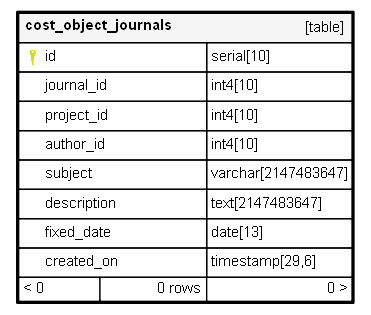 cost_object_journals [table]
id serial[10]
journal_id int4[10]
project_id int4[10]
author_id int4[10]
subject varchar[2147483647]
description text[2147483647]
fixed_date date[13]
created_on timestamp[29,6]
< 0 0 rows 0 >